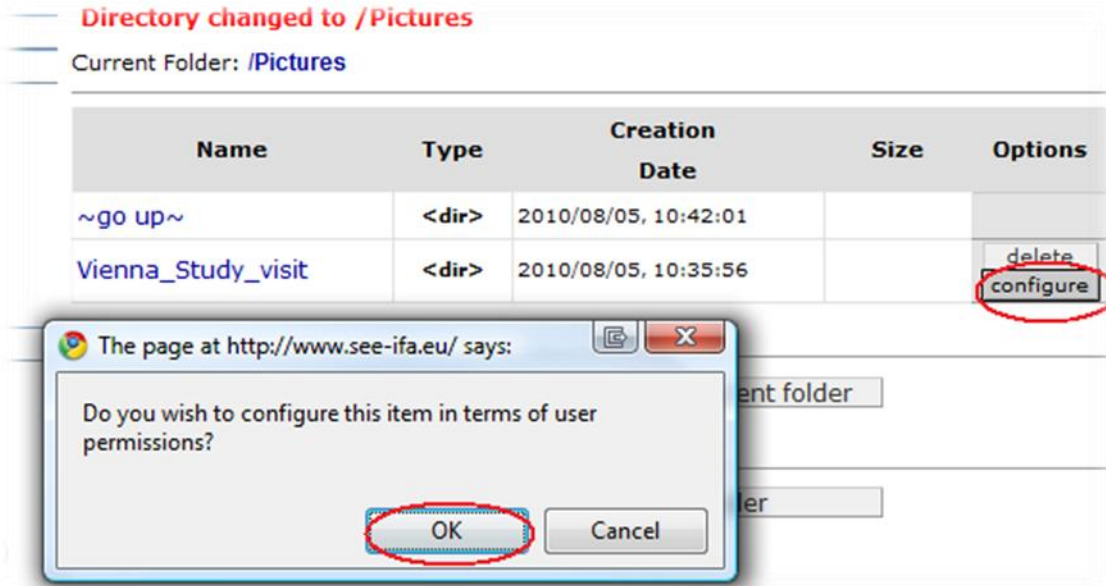 Directory changed to /Pictures
Current Folder: /Pictures
Name Type Creation Date Size Options
~go up~ <dir> 2010/08/05, 10:42:01
Vienna_Study_visit <dir> 2010/08/05, 10:35:56 delete
configure
The page at http://www.see-ifa.eu/ says:
Do you wish to configure this item in terms of user
permissions?
folder
OK Cancel